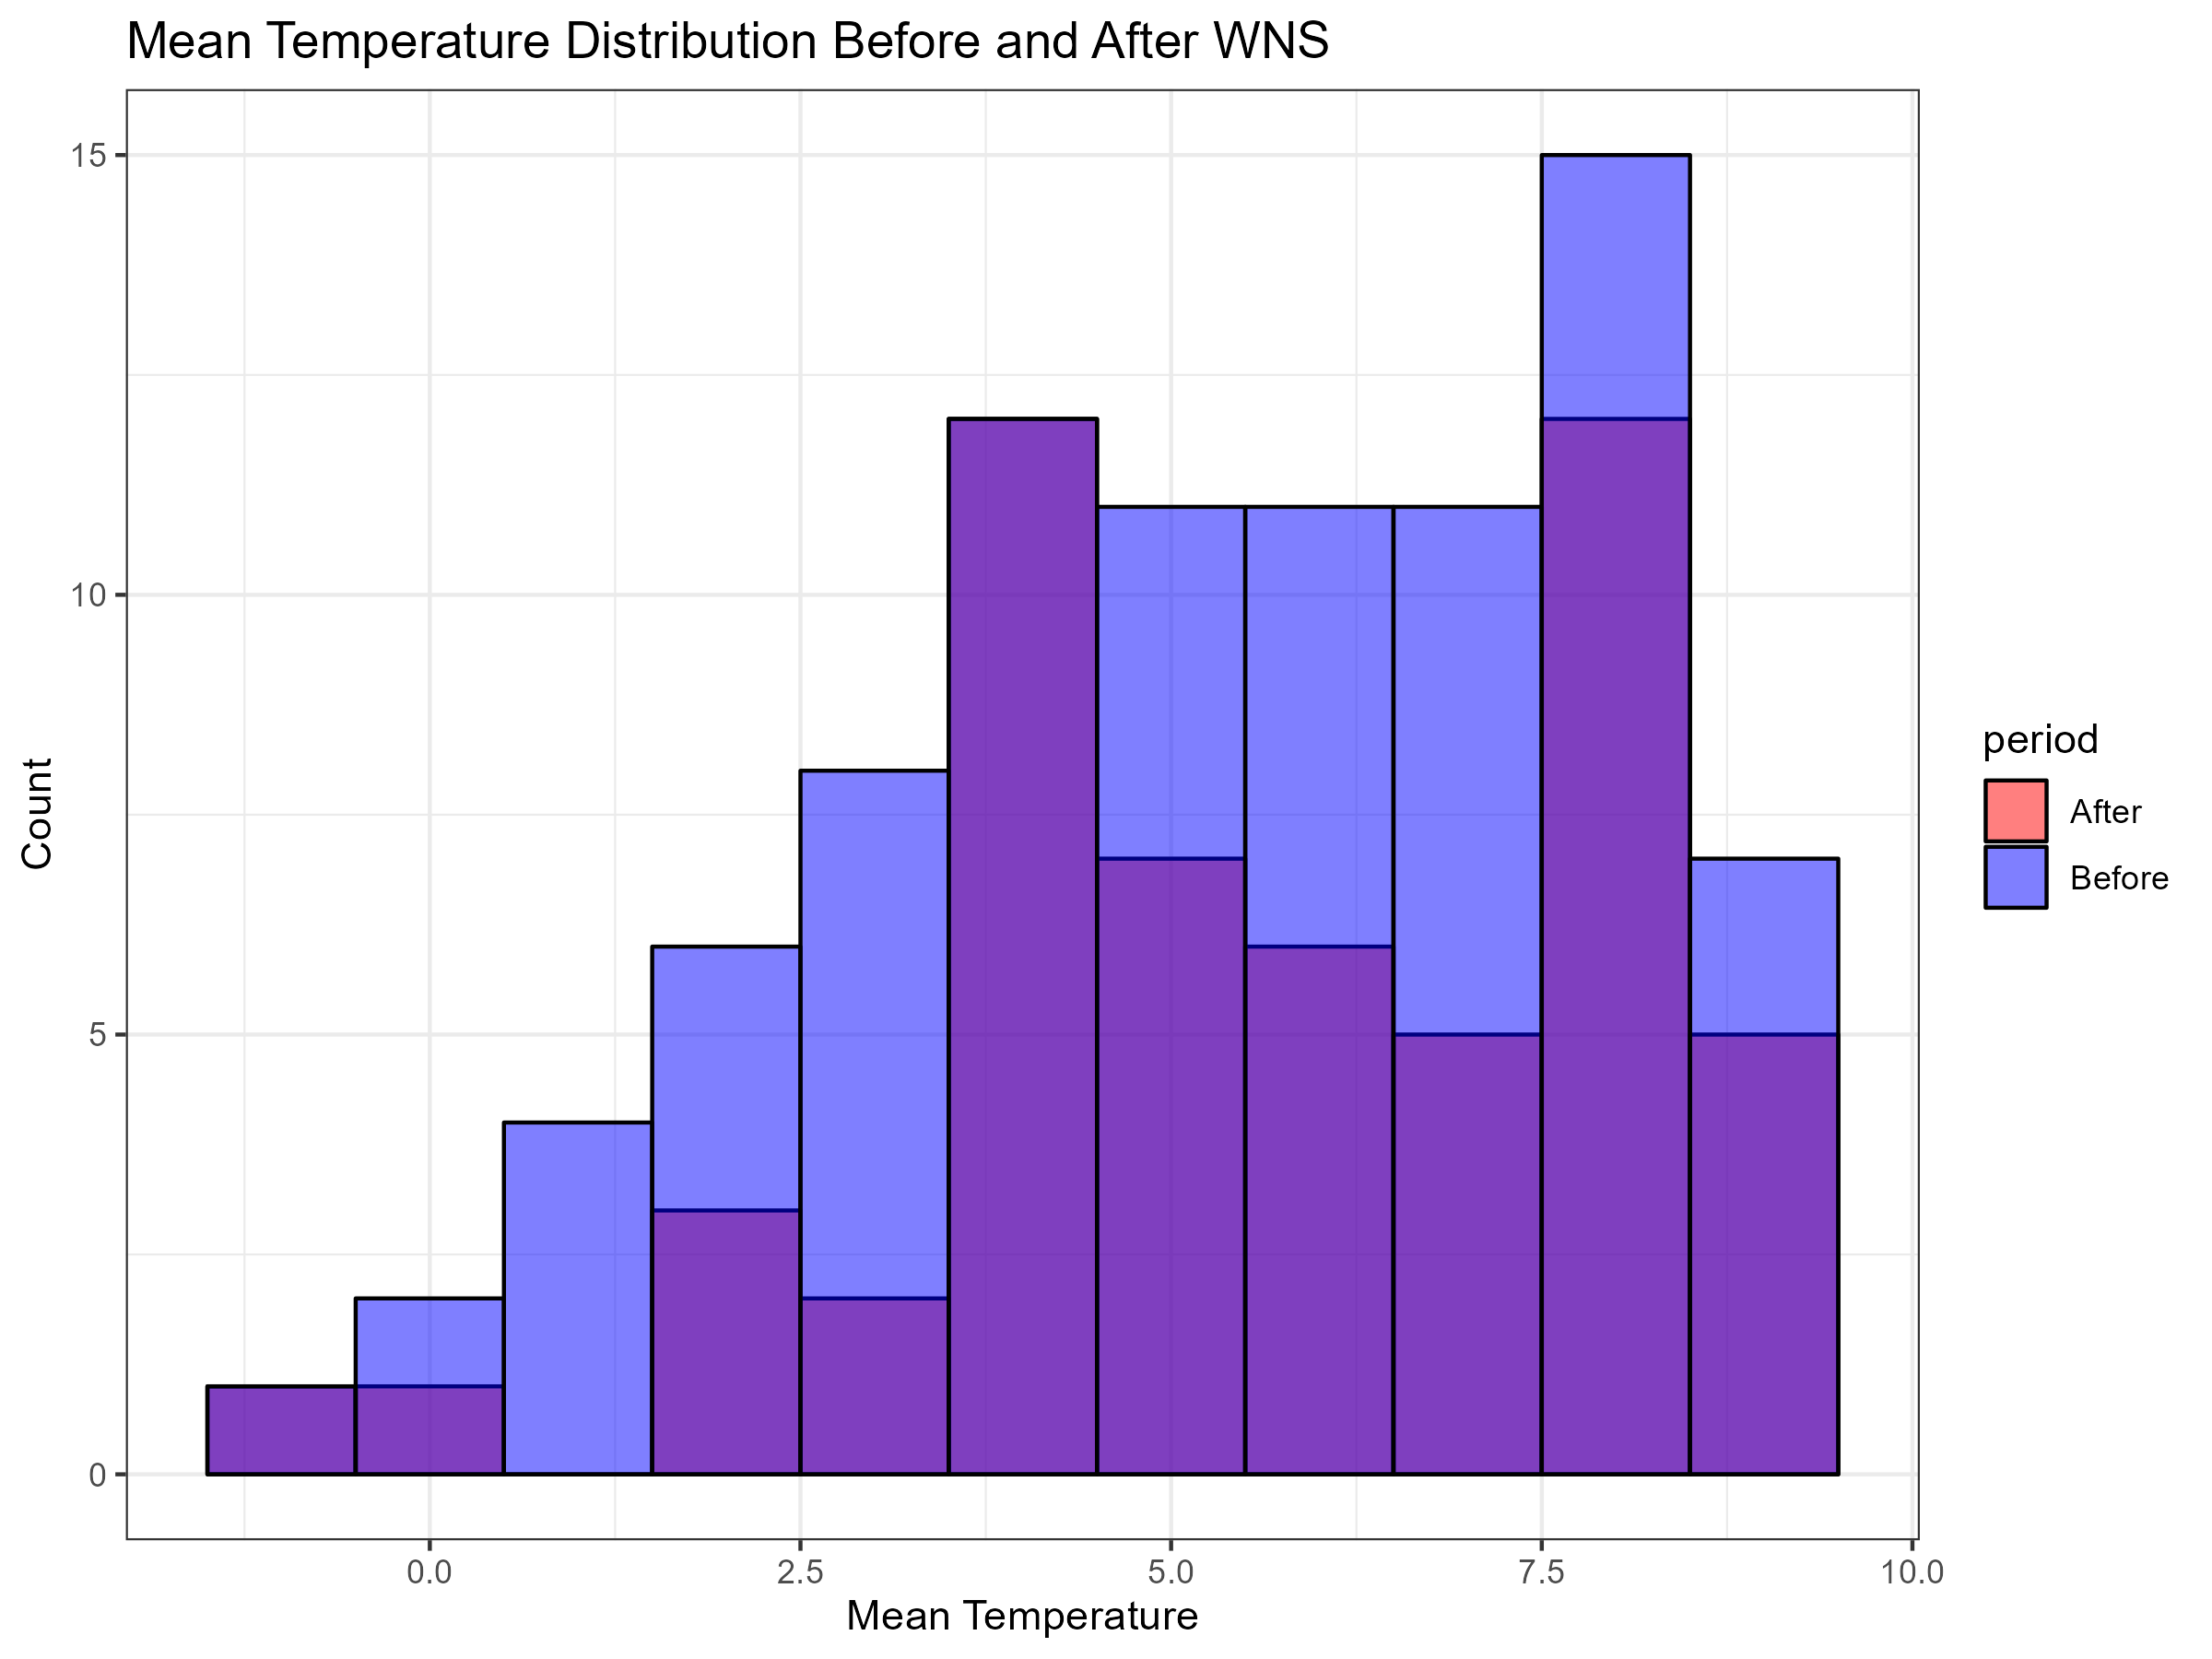 Mean Temperature Distribution Before and After WNS
15
10
5
0
Count
0.0 2.5 5.0 7.5 10.0
Mean Temperature
period
After
Before